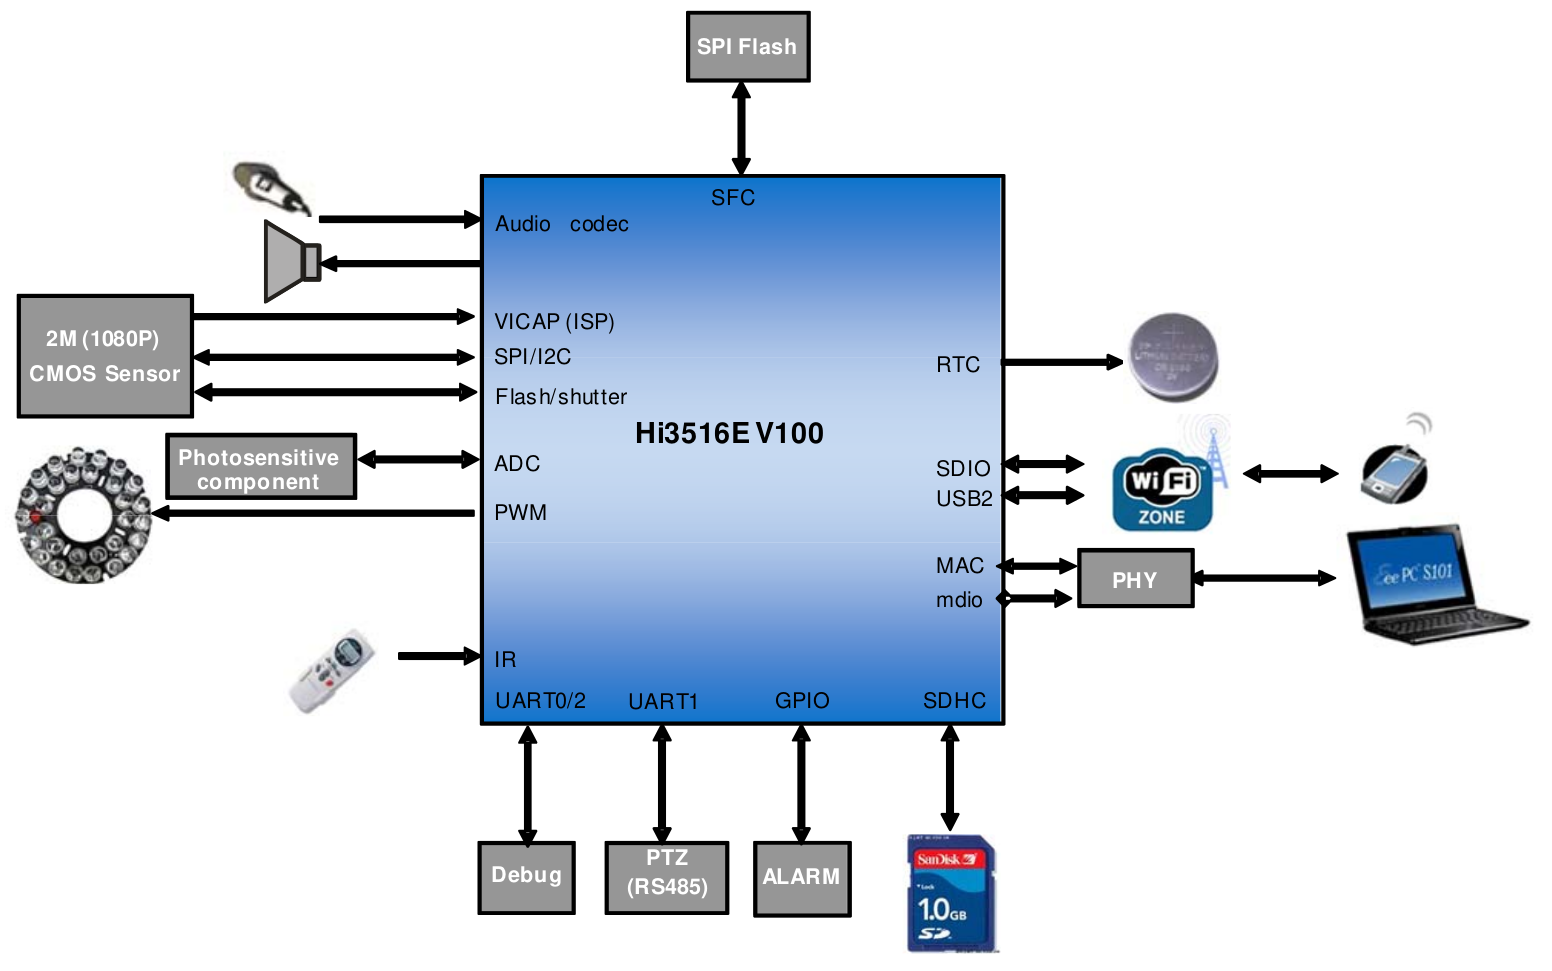 SPI Flash
SFC
Audio codec
2M (1080P)
CMOS Sensor
VICAP (ISP)
SPI/I2C
Flash/shutter
RTC
Hi3516E V100
Photosensitive
component
ADC
PWM
SDIO
USB2
Wi Fi
ZONE
MAC
mdio
PHY
Eee PC S101
IR
UART0/2
UART1
GPIO
SDHC
Debug
PTZ
(RS485)
ALARM
SanDisk
Lock
1.0GB
SD